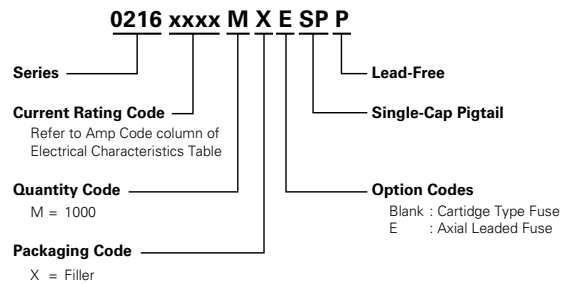 0216 xxxx M X E SP P
Series
Lead-Free
Current Rating Code
Refer to Amp Code column of
Electrical Characteristics Table
Single-Cap Pigtail
Quantity Code
M = 1000
Option Codes
Blank : Cartidge Type Fuse
E : Axial Leaded Fuse
Packaging Code
X = Filler